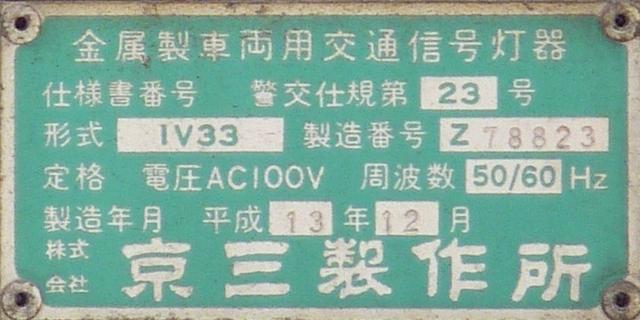 金属製車両用交通信号灯器
仕様書番号 警交仕規第 23 号
形式 1V33 製造番号 Z 78823
定格 電圧AC100V 周波数 50/60 Hz
製造年月 平成 13 年 12 月
株式会社 京三製作所